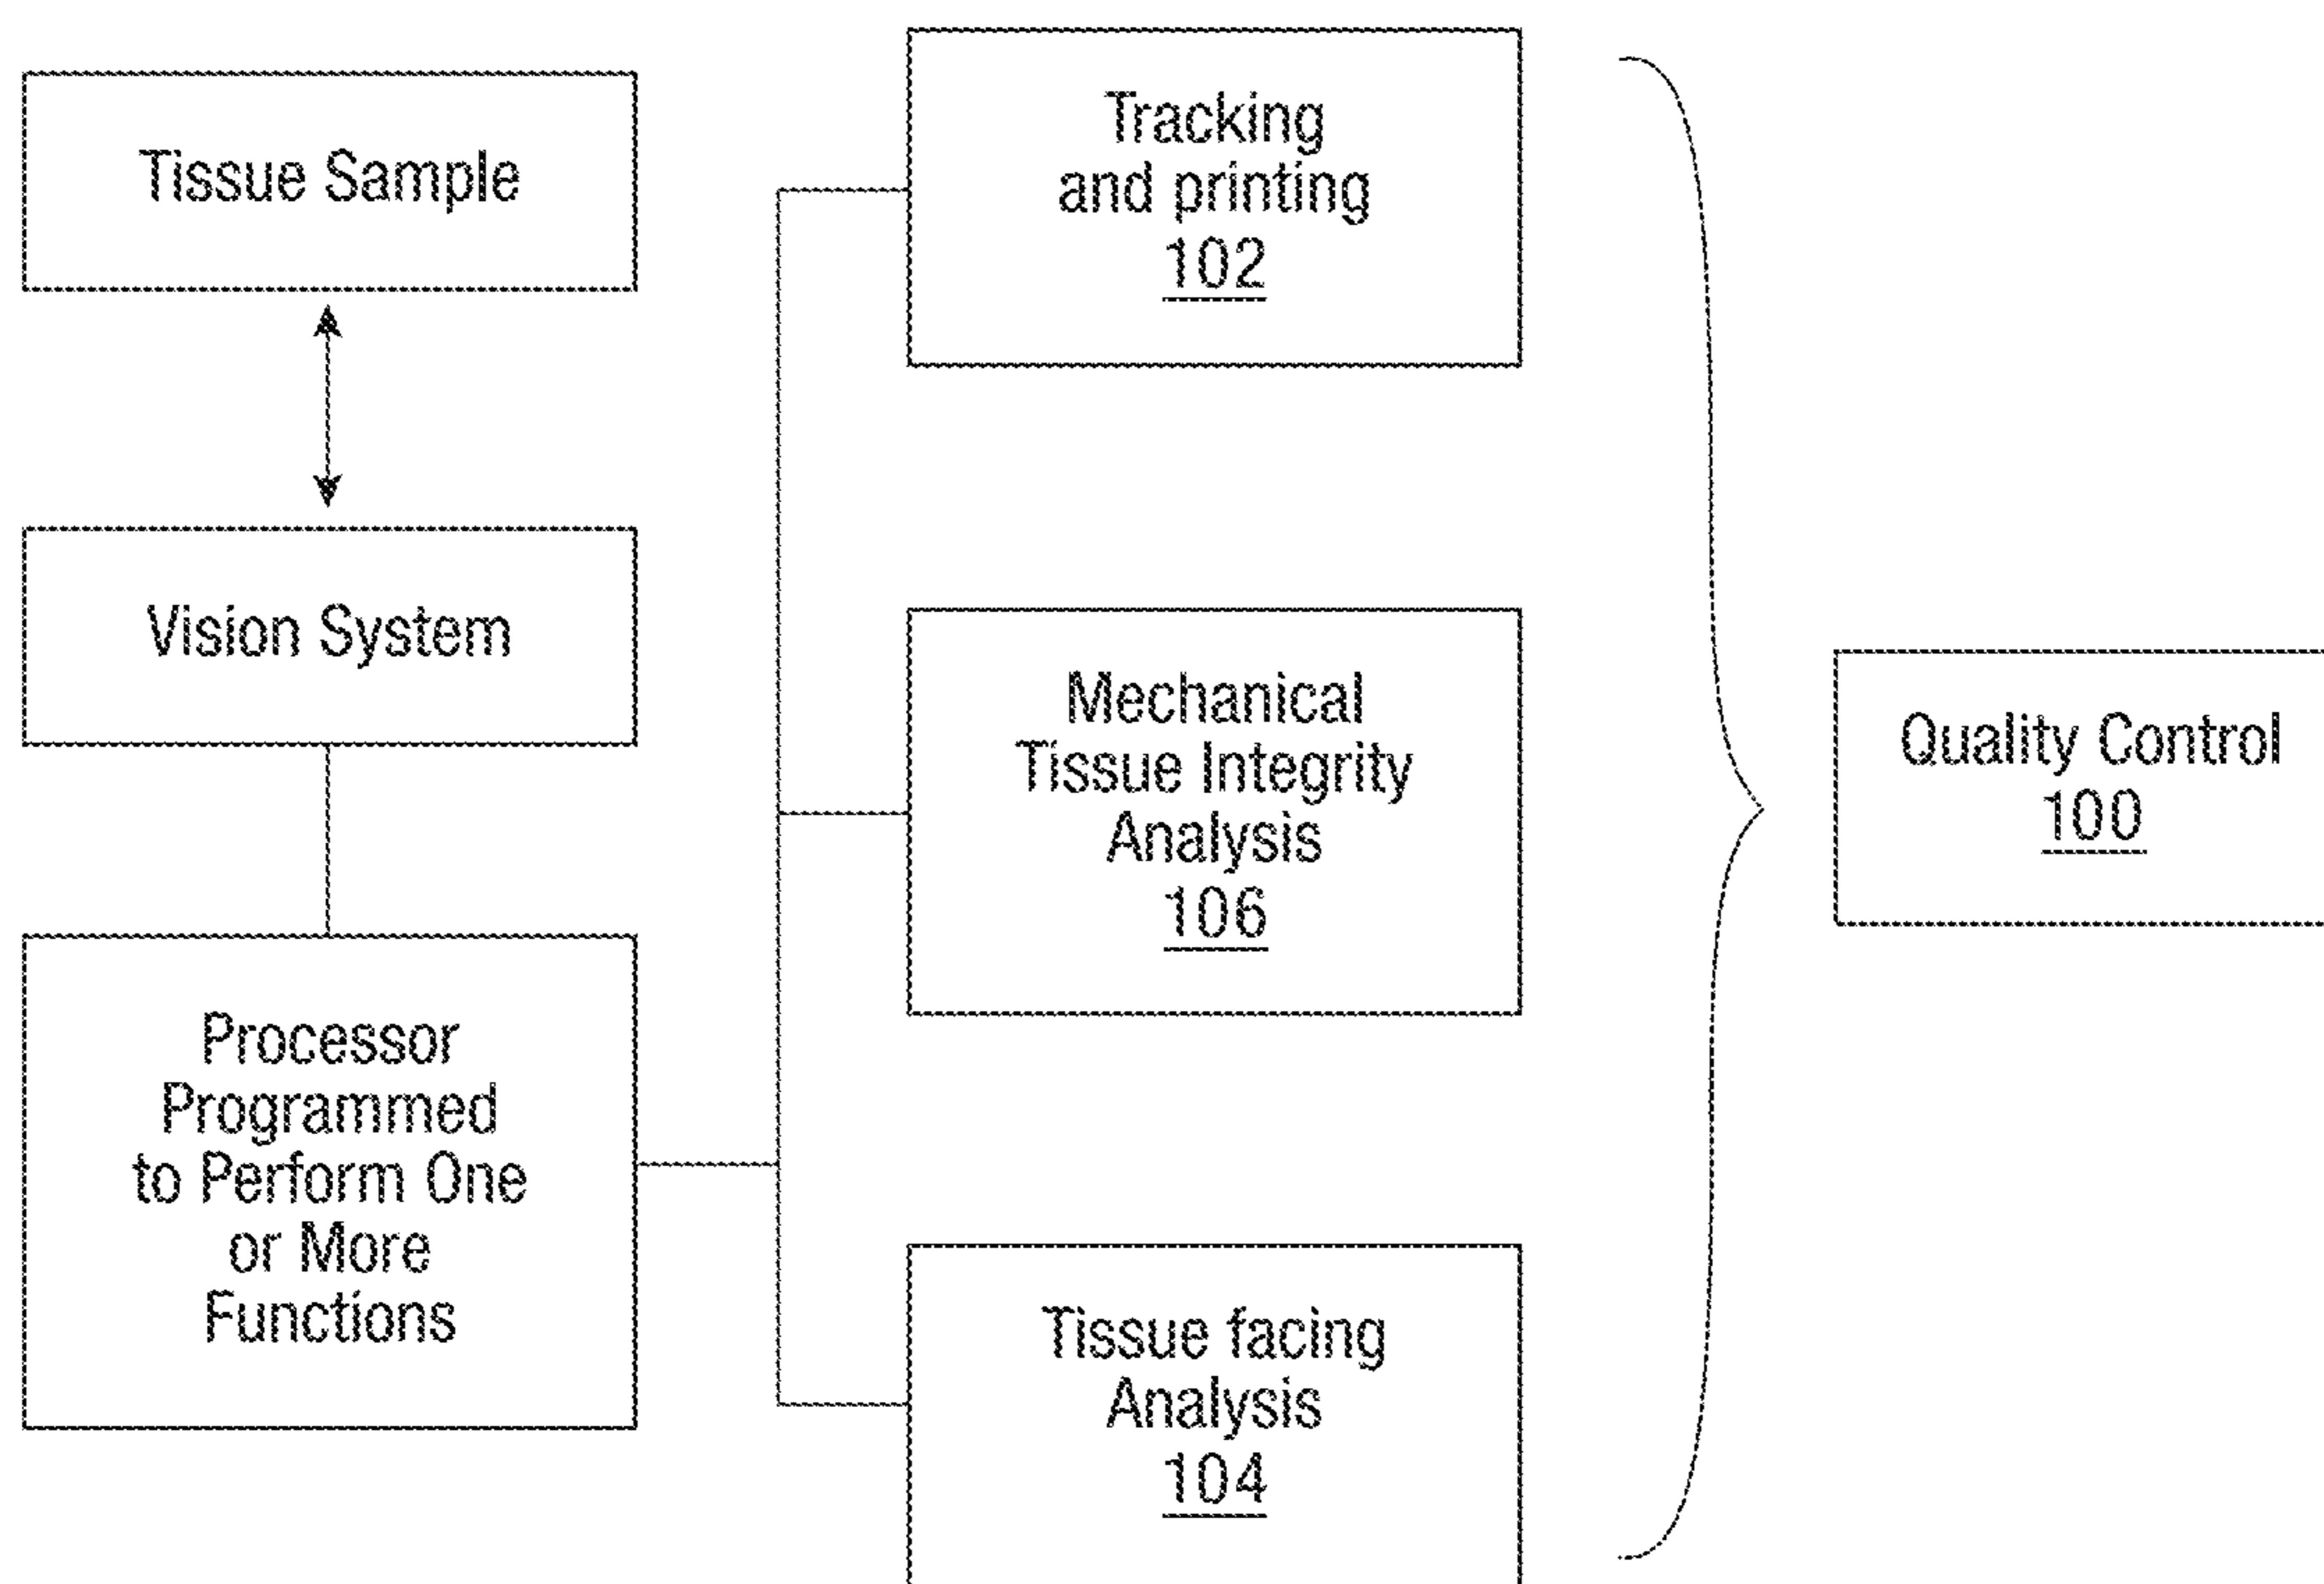 Tissue Sample
Vision System
Processor
Programmed
to Perform One
or More
Functions
Tracking
and printing
102
Mechanical
Tissue Integrity
Analysis
106
Tissue facing
Analysis
104
Quality Control
100